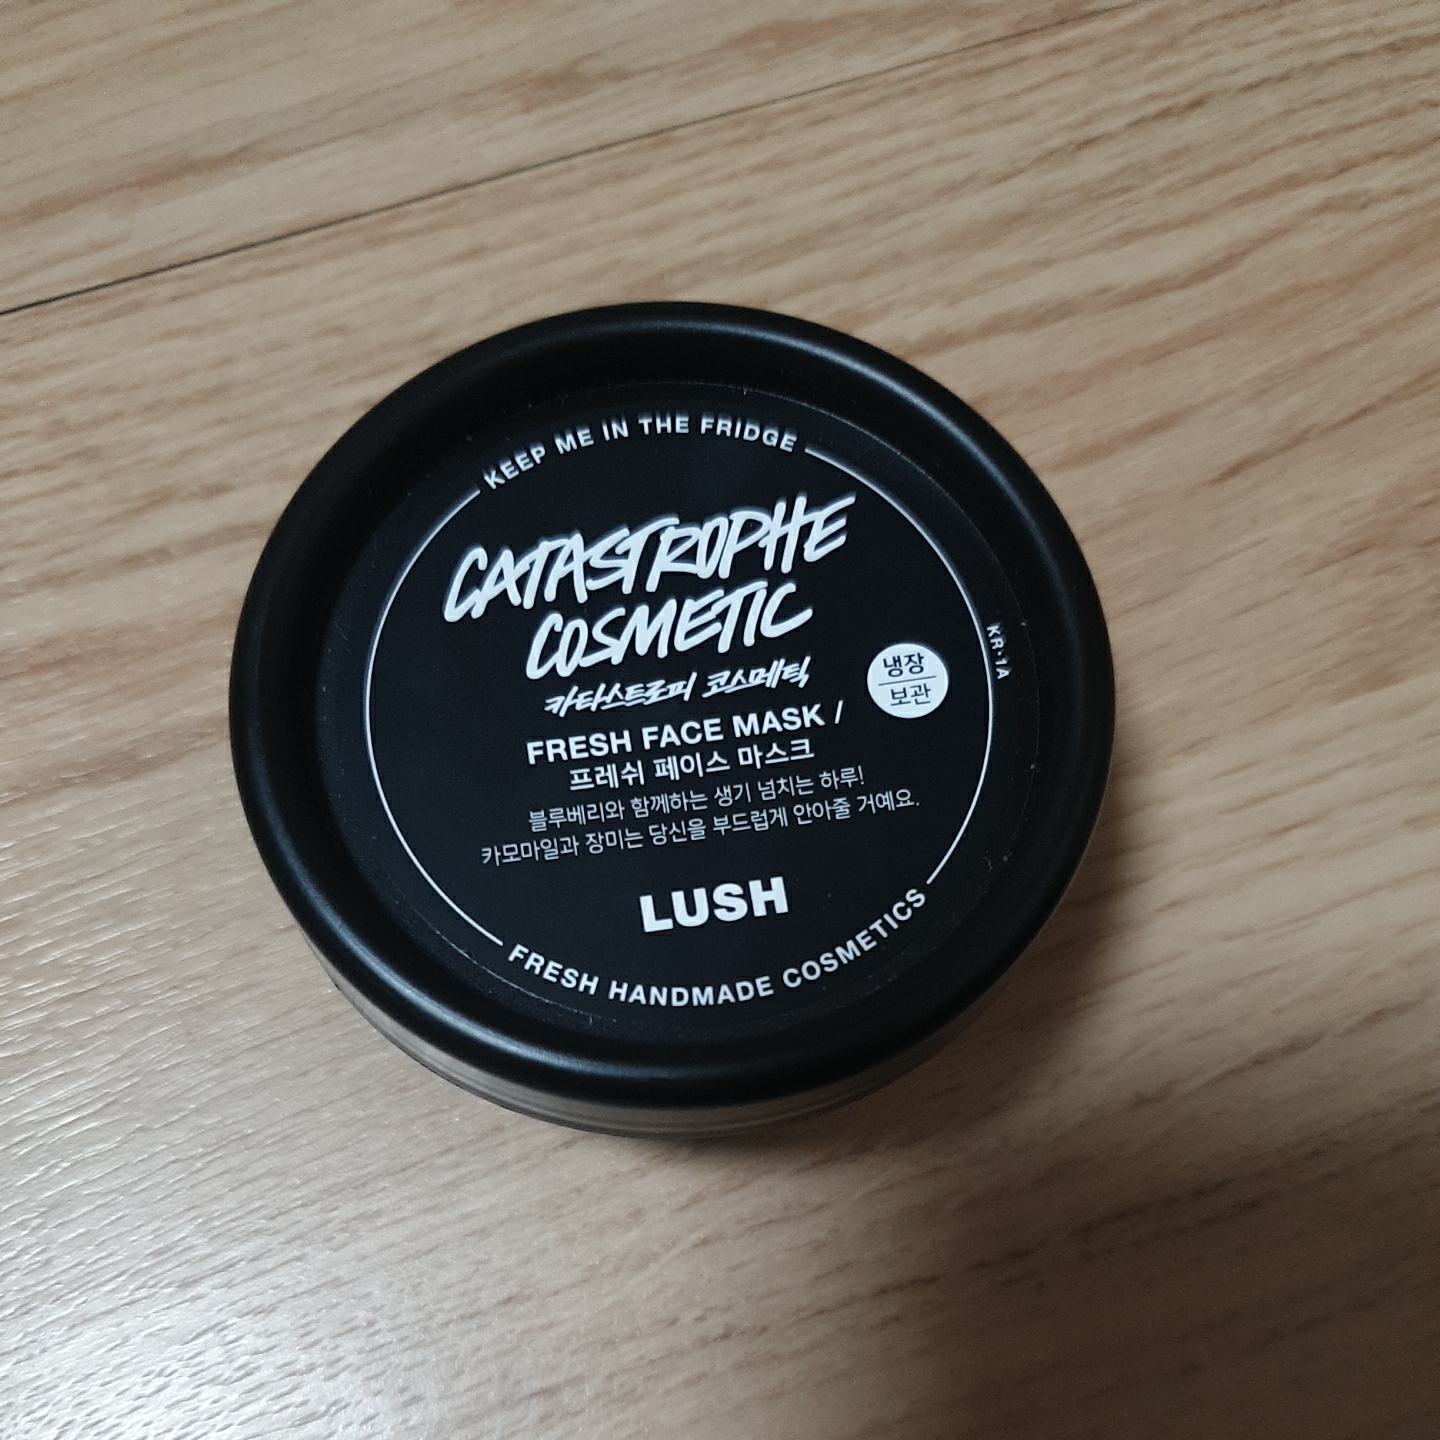 KEEP ME IN THE FRIDGE
CATASTROPHE
COSMETIC
카타스트로피 코스메틱
FRESH FACE MASK /
프레쉬 페이스 마스크
블루베리와 함께하는 생기 넘치는 하루!
카모마일과 장미는 당신을 부드럽게 안아줄 거예요.
냉장
보관
KR·1A
LUSH
FRESH HANDMADE COSMETICS